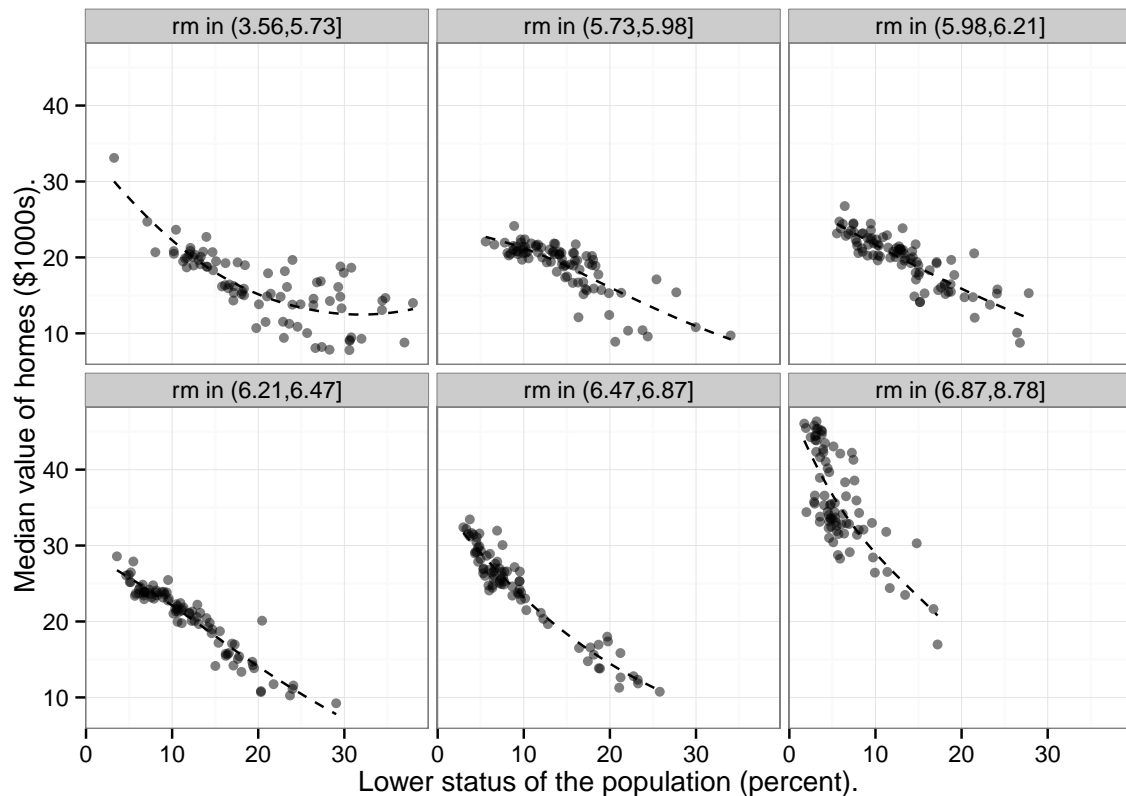 rm in (3.56,5.73] rm in (5.73,5.98] rm in (5.98,6.21]
40
30
20
10
rm in (6.21,6.47] rm in (6.47,6.87] rm in (6.87,8.78]
40
30
20
10
0 10 20 30 0 10 20 30 0 10 20 30
Median value of homes ($1000s).
Lower status of the population (percent).